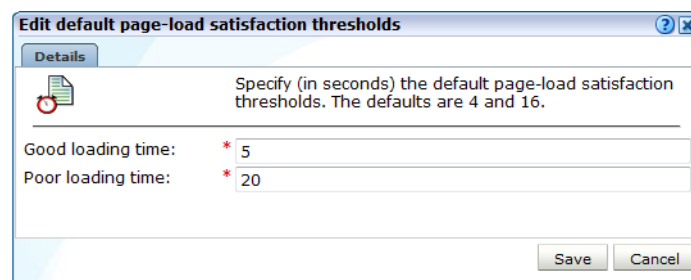 Edit default page-load satisfaction thresholds
Details
Specify (in seconds) the default page-load satisfaction
thresholds. The defaults are 4 and 16.
Good loading time: * 5
Poor loading time: * 20
Save Cancel